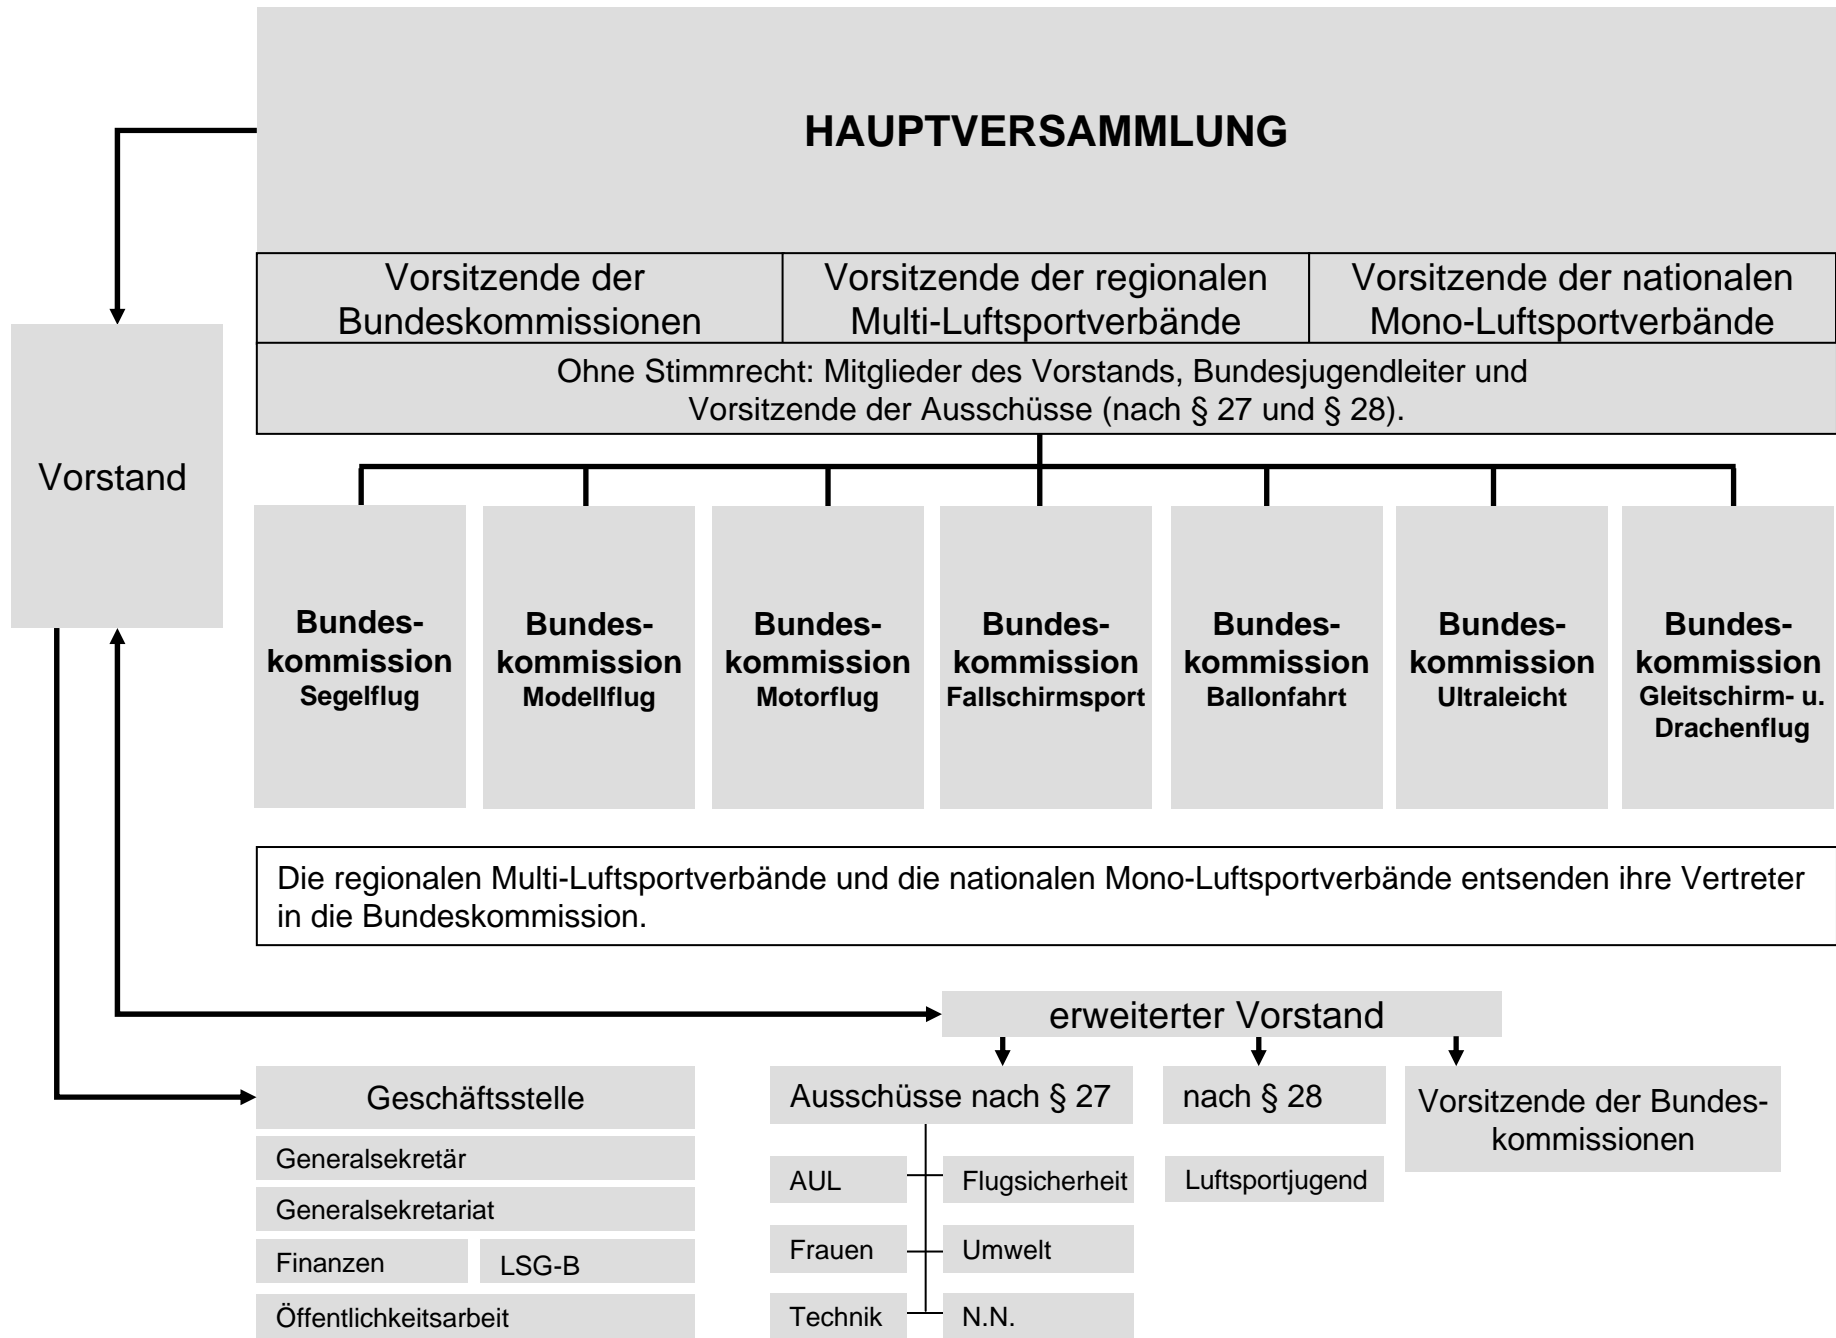 HAUPTVERSAMMLUNG
Vorsitzende der
Bundeskommissionen
Vorsitzende der regionalen
Multi-Luftsportverbände
Vorsitzende der nationalen
Mono-Luftsportverbände
Ohne Stimmrecht: Mitglieder des Vorstands, Bundesjugendleiter und
Vorsitzende der Ausschüsse (nach § 27 und § 28).
Vorstand
Bundes-
kommission
Segelflug
Bundes-
kommission
Modellflug
Bundes-
kommission
Motorflug
Bundes-
kommission
Fallschirmsport
Bundes-
kommission
Ballonfahrt
Bundes-
kommission
Ultraleicht
Bundes-
kommission
Gleitschirm- u.
Drachenflug
Die regionalen Multi-Luftsportverbände und die nationalen Mono-Luftsportverbände entsenden ihre Vertreter
in die Bundeskommission.
erweiterter Vorstand
Geschäftsstelle
Generalsekretär
Generalsekretariat
Finanzen
LSG-B
Öffentlichkeitsarbeit
Ausschüsse nach § 27
AUL
Flugsicherheit
Frauen
Umwelt
Technik
N.N.
nach § 28
Luftsportjugend
Vorsitzende der Bundes-
kommissionen